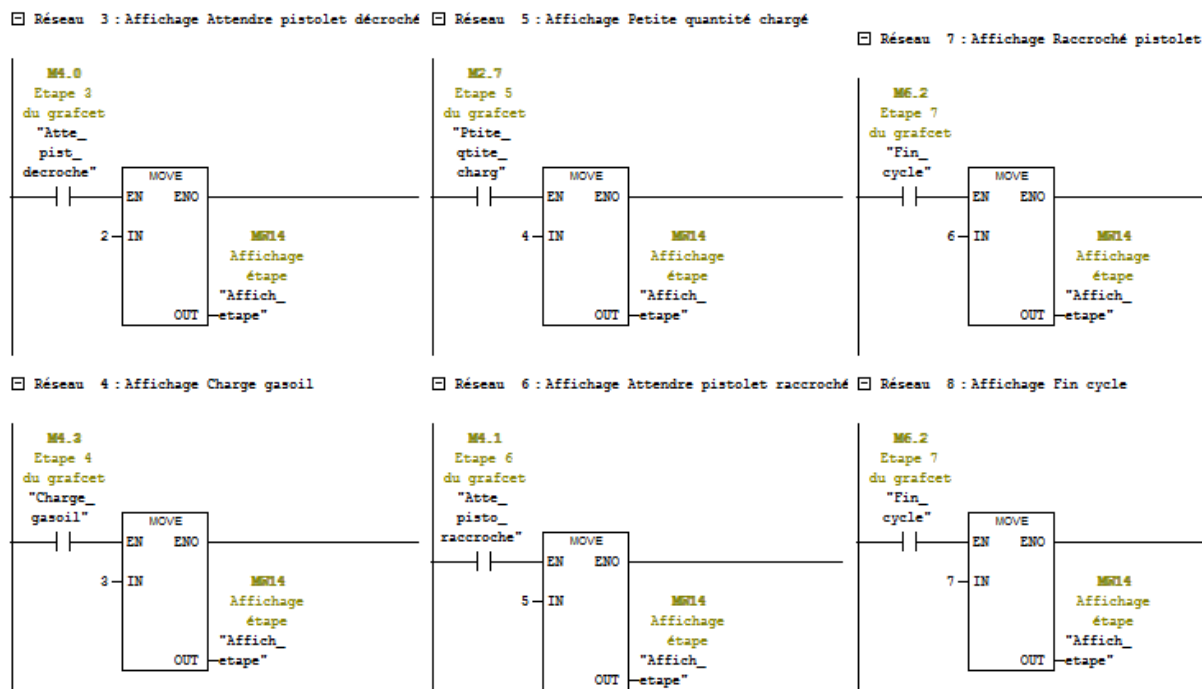 Réseau 3 : Affichage Attendre pistolet décroché
M4.0
Etape 3
du grafcet
"Atte_
pist_
decroche"
MOVE
EN ENO
2 IN
MW14
Affichage
étape
"Affich_
OUT etape"
Réseau 4 : Affichage Charge gasoil
M4.3
Etape 4
du grafcet
"Charge_
gasoil"
MOVE
EN ENO
3 IN
MW14
Affichage
étape
"Affich_
OUT etape"
Réseau 5 : Affichage Petite quantité chargé
M2.7
Etape 5
du grafcet
"Ptite_
qtite_
charg"
MOVE
EN ENO
4 IN
MW14
Affichage
étape
"Affich_
OUT etape"
Réseau 6 : Affichage Attendre pistolet raccroché
M4.1
Etape 6
du grafcet
"Atte_
pisto_
raccroche"
MOVE
EN ENO
5 IN
MW14
Affichage
étape
"Affich_
OUT etape"
Réseau 7 : Affichage Raccroché pistolet
M6.2
Etape 7
du grafcet
"Fin_
cycle"
MOVE
EN ENO
6 IN
MW14
Affichage
étape
"Affich_
OUT etape"
Réseau 8 : Affichage Fin cycle
M6.2
Etape 7
du grafcet
"Fin_
cycle"
MOVE
EN ENO
7 IN
MW14
Affichage
étape
"Affich_
OUT etape"